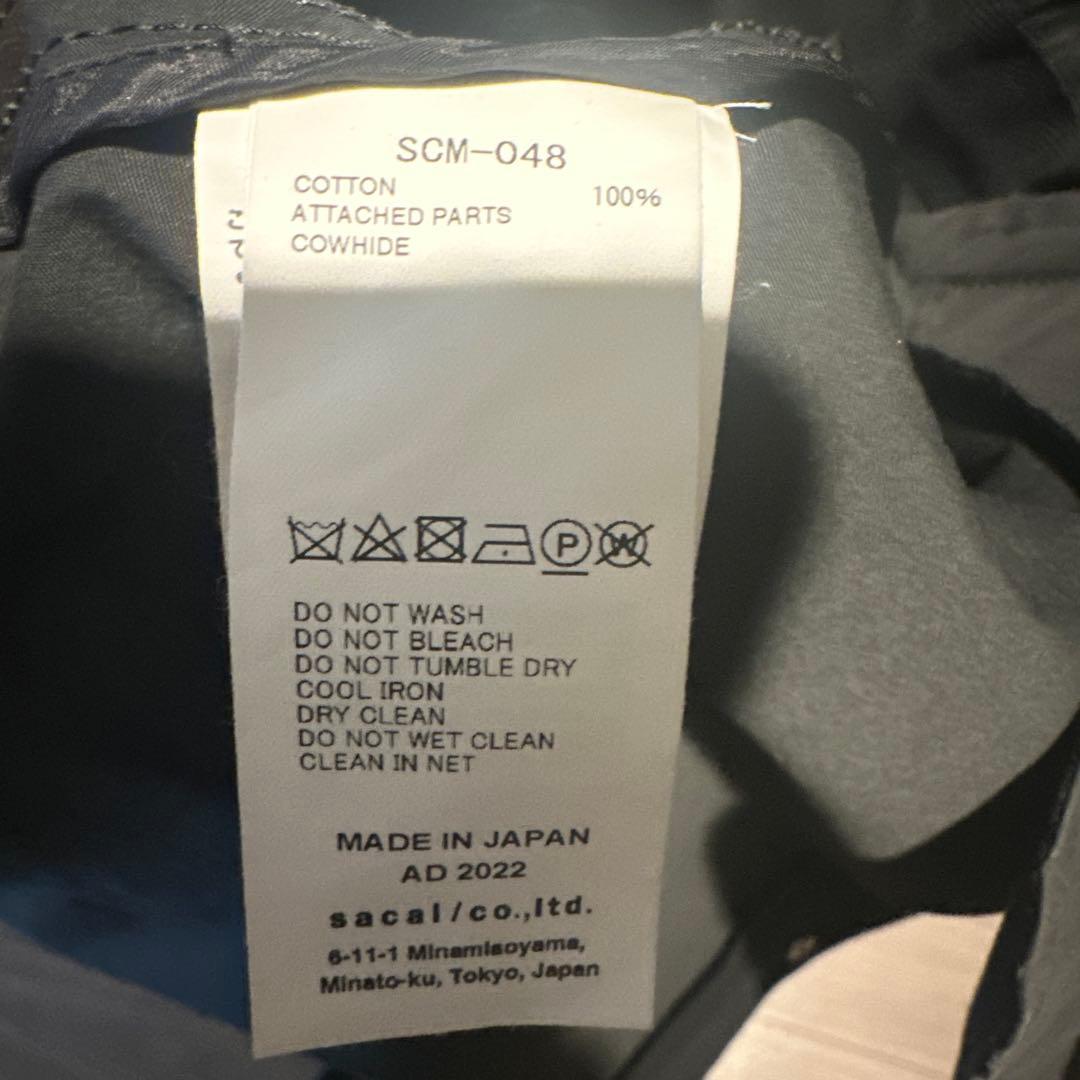 SCM-048
COTTON 100%
ATTACHED PARTS
COWHIDE
P W
DO NOT WASH
DO NOT BLEACH
DO NOT TUMBLE DRY
COOL IRON
DRY CLEAN
DO NOT WET CLEAN
CLEAN IN NET
MADE IN JAPAN
AD 2022
sacai/co.,ltd.
6-11-1 Minamiaoyama,
Minato-ku, Tokyo, Japan